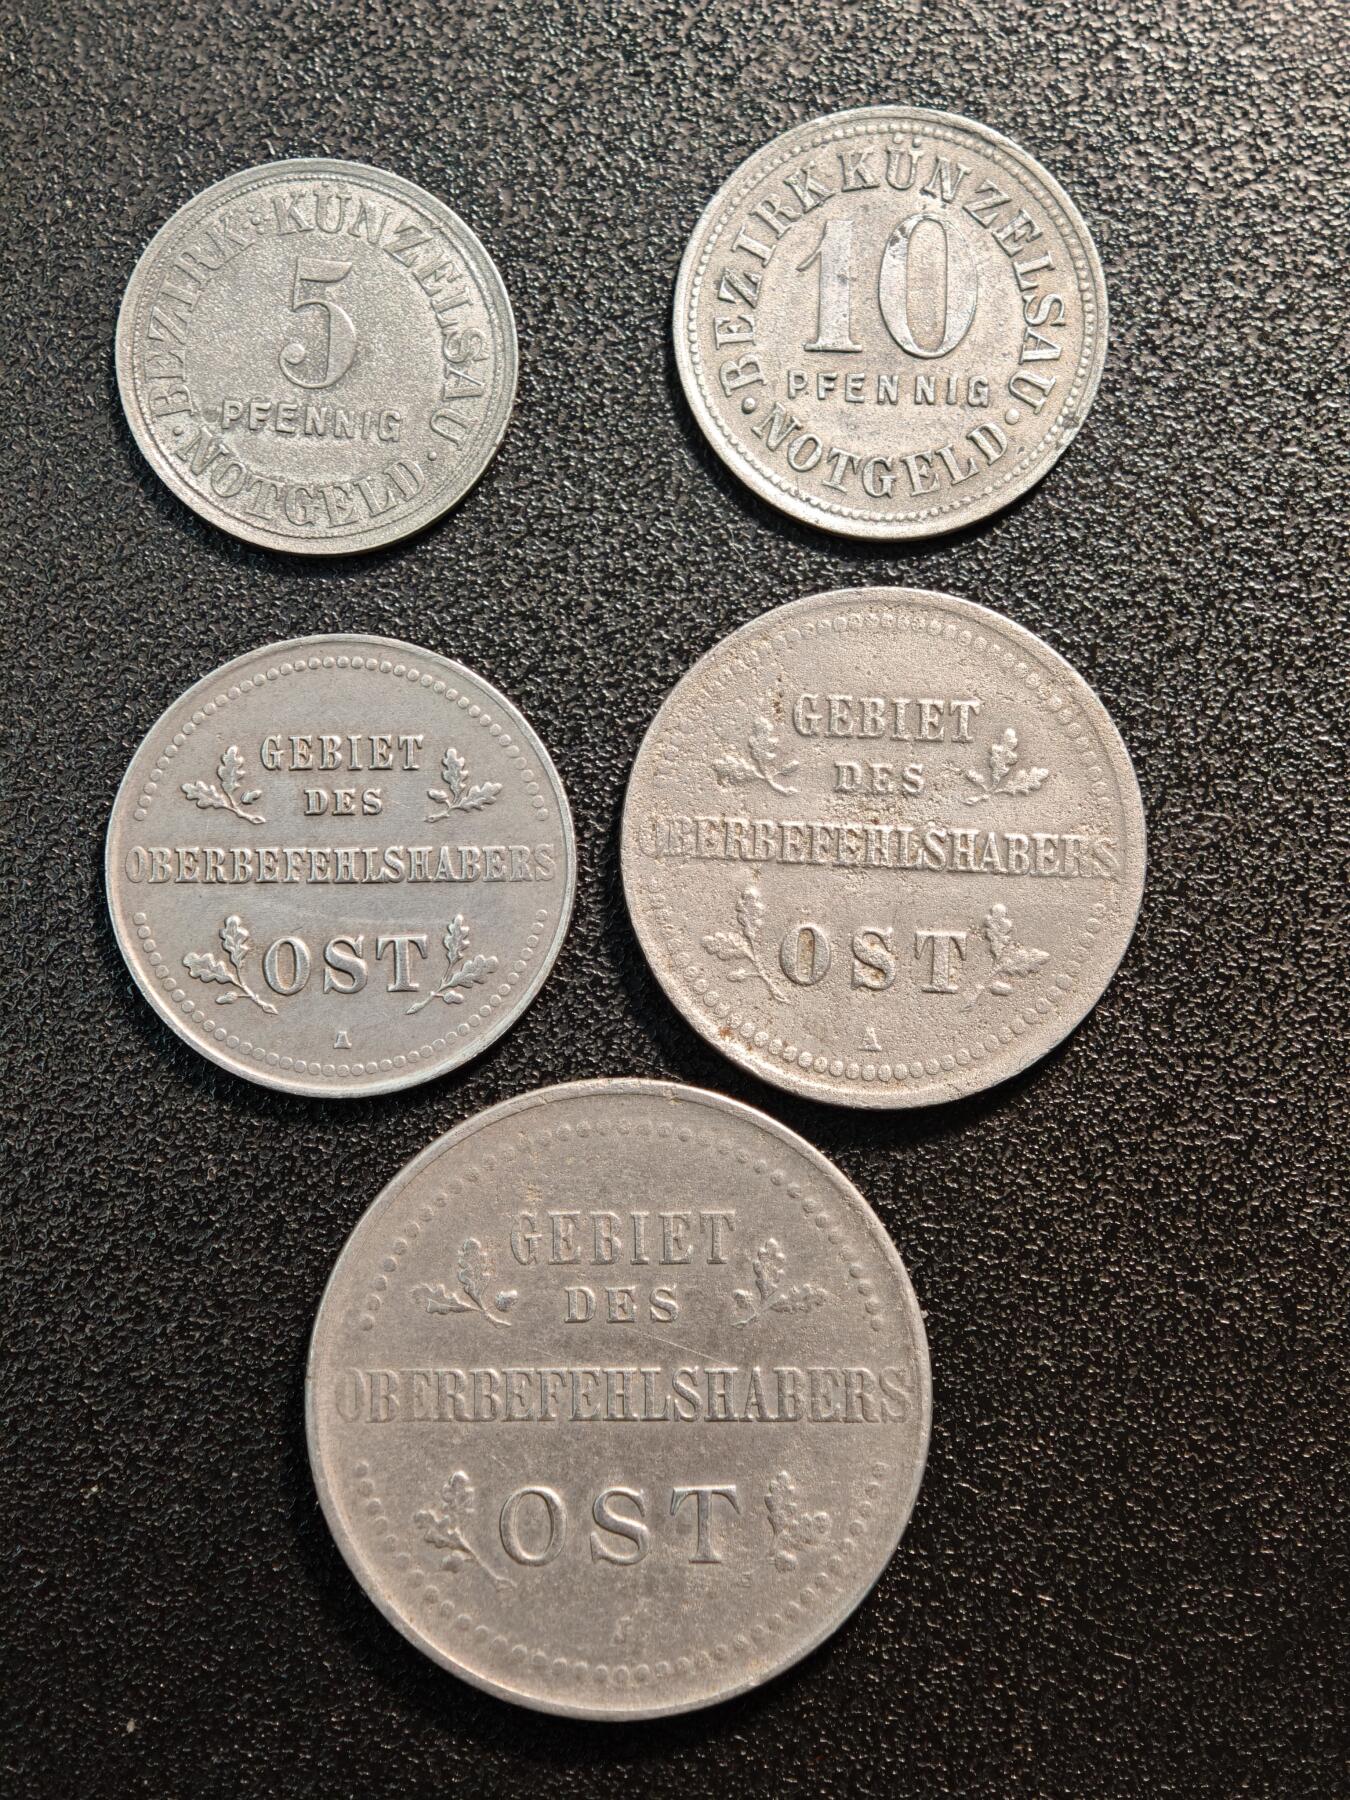 BEZIRK KÜNZELSAU
5
PFENNIG
NOTGELD
BEZIRK KÜNZELSAU
10
PFENNIG
NOTGELD
GEBIET
DES
OBERBEFEHLSHABERS
OST
A
GEBIET
DES
OBERBEFEHLSHABERS
OST
A
GEBIET
DES
OBERBEFEHLSHABERS
OST